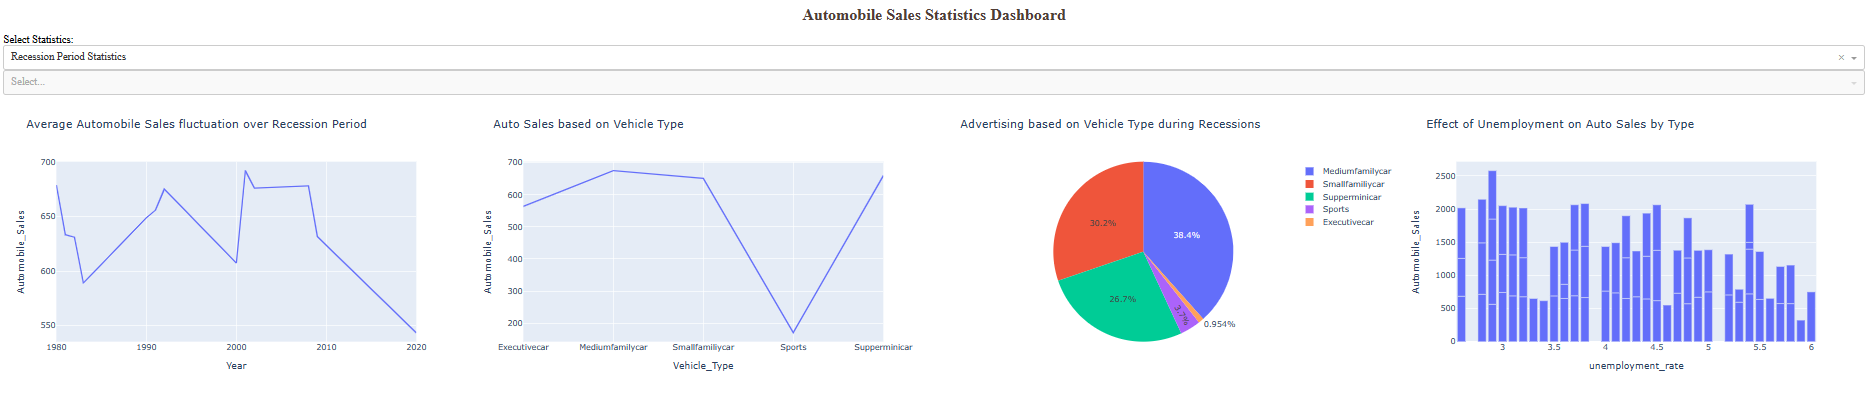 Automobile Sales Statistics Dashboard
Select Statistics:
Recession Period Statistics
Select...
Average Automobile Sales fluctuation over Recession Period
700
650
600
550
Automobile_Sales
1980 1990 2000 2010 2020
Year
Auto Sales based on Vehicle Type
700
600
500
400
300
200
Automobile_Sales
Executivecar Mediumfamilycar Smallfamiliycar Sports Supperminicar
Vehicle_Type
Advertising based on Vehicle Type during Recessions
38.4%
30.2%
26.7%
3.7%
0.954%
Mediumfamilycar
Smallfamiliycar
Supperminicar
Sports
Executivecar
Effect of Unemployment on Auto Sales by Type
2500
2000
1500
1000
500
0
Automobile_Sales
3 3.5 4 4.5 5 5.5 6
unemployment_rate